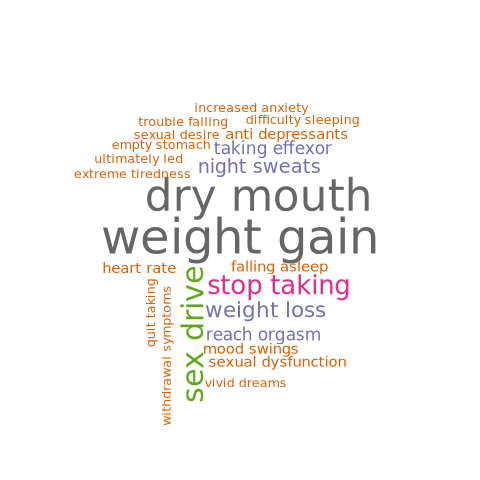 increased anxiety
trouble falling
difficulty sleeping
sexual desire
anti depressants
empty stomach
taking effexor
ultimately led
night sweats
extreme tiredness
dry mouth
weight gain
heart rate
falling asleep
sex drive
stop taking
quit taking
withdrawal symptoms
weight loss
reach orgasm
mood swings
sexual dysfunction
vivid dreams